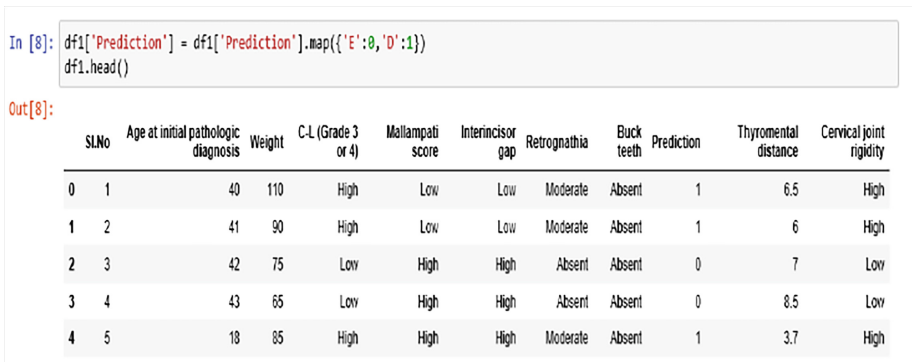 In [8]: df1['Prediction'] = df1['Prediction'].map({'E':0,'D':1})
df1.head()
Out[8]:
Sl.No Age at initial pathologic diagnosis Weight C-L (Grade 3 or 4) Mallampati score Interincisor gap Retrognathia Buck teeth Prediction Thyromental distance Cervical joint rigidity
0 1 40 110 High Low Low Moderate Absent 1 6.5 High
1 2 41 90 High Low Low Moderate Absent 1 6 High
2 3 42 75 Low High High Absent Absent 0 7 Low
3 4 43 65 Low High High Absent Absent 0 8.5 Low
4 5 18 85 High High High Moderate Absent 1 3.7 High